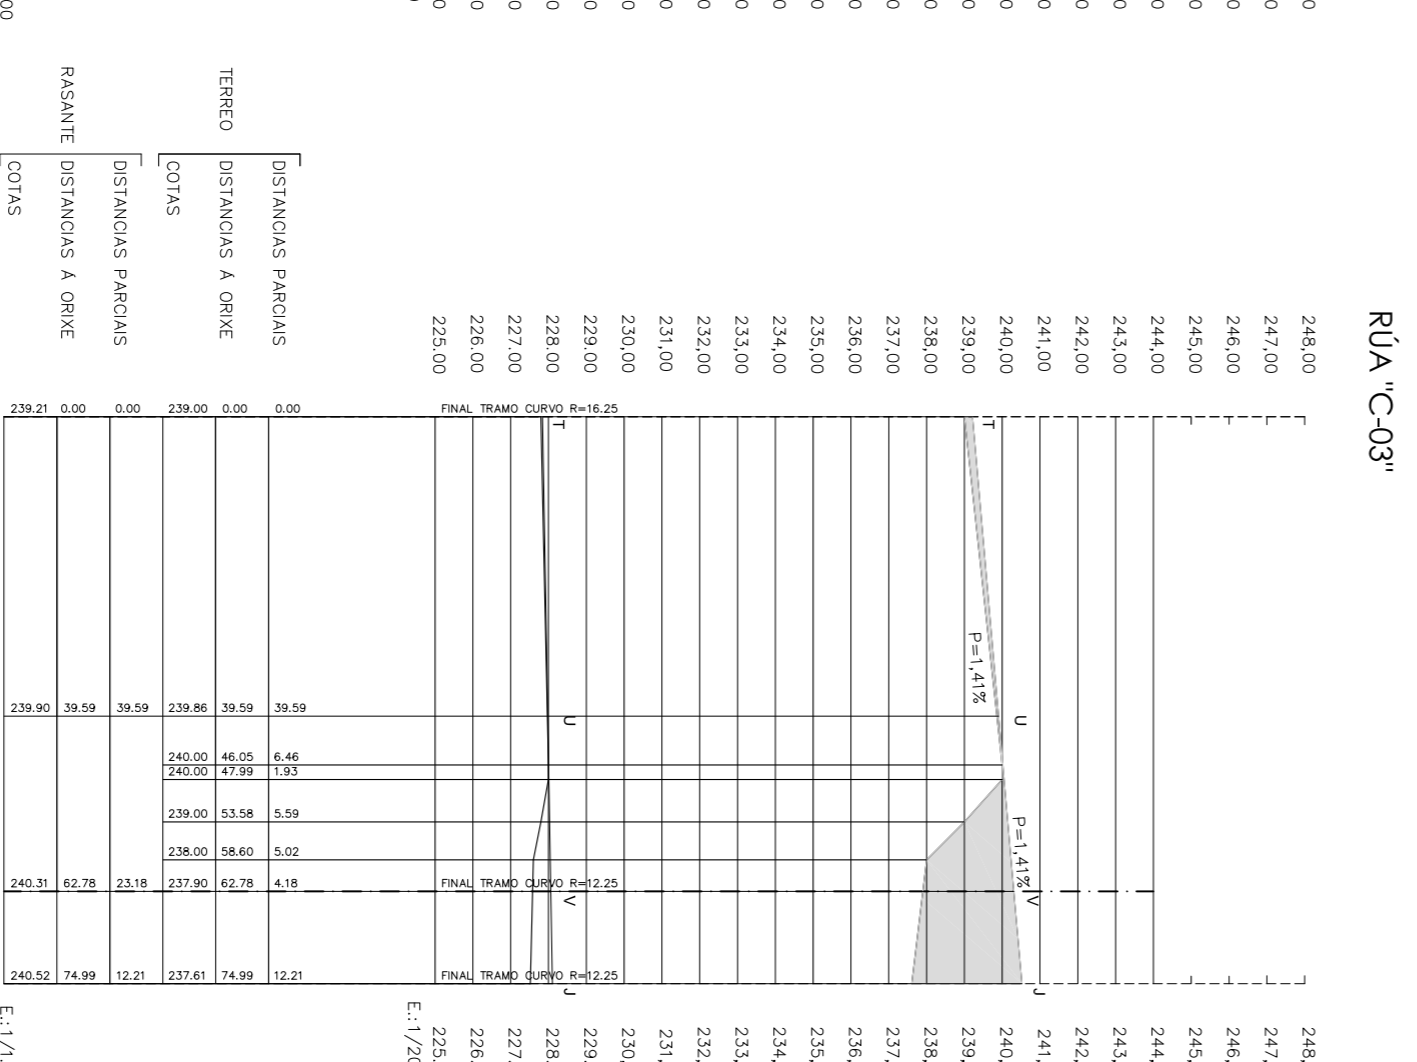 RÚA "C-03"
248,00
247,00
246,00
245,00
244,00
243,00
242,00
241,00
240,00
239,00
238,00
237,00
236,00
235,00
234,00
233,00
232,00
231,00
230,00
229,00
228.00
227.00
226.00
225.00
T
U
V
J
P=1,41%
P=1,41%
T
U
V
J
FINAL TRAMO CURVO R=16.25
FINAL TRAMO CURVO R=12.25
FINAL TRAMO CURVO R=12.25
TERREO
DISTANCIAS PARCIAIS
0.00 39.59 6.46 1.93 5.59 5.02 4.18 12.21
DISTANCIAS Á ORIXE
0.00 39.59 46.05 47.99 53.58 58.60 62.78 74.99
COTAS
239.00 239.86 240.00 240.00 239.00 238.00 237.90 237.61
RASANTE
DISTANCIAS PARCIAIS
0.00 39.59 23.18 12.21
DISTANCIAS Á ORIXE
0.00 39.59 62.78 74.99
COTAS
239.21 239.90 240.31 240.52